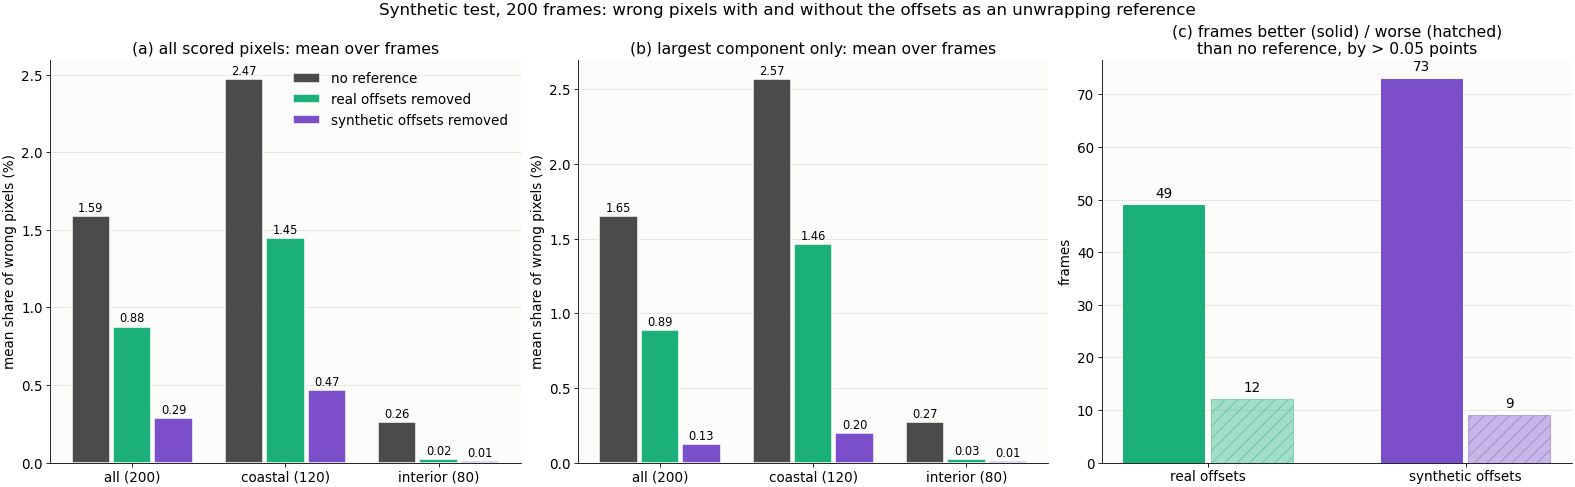 Synthetic test, 200 frames: wrong pixels with and without the offsets as an unwrapping reference
(a) all scored pixels: mean over frames
mean share of wrong pixels (%)
2.5
2.0
1.5
1.0
0.5
0.0
no reference
real offsets removed
synthetic offsets removed
1.59
0.88
0.29
2.47
1.45
0.47
0.26
0.02
0.01
all (200)
coastal (120)
interior (80)
(b) largest component only: mean over frames
mean share of wrong pixels (%)
2.5
2.0
1.5
1.0
0.5
0.0
1.65
0.89
0.13
2.57
1.46
0.20
0.27
0.03
0.01
all (200)
coastal (120)
interior (80)
(c) frames better (solid) / worse (hatched)
than no reference, by > 0.05 points
frames
70
60
50
40
30
20
10
0
49
12
73
9
real offsets
synthetic offsets